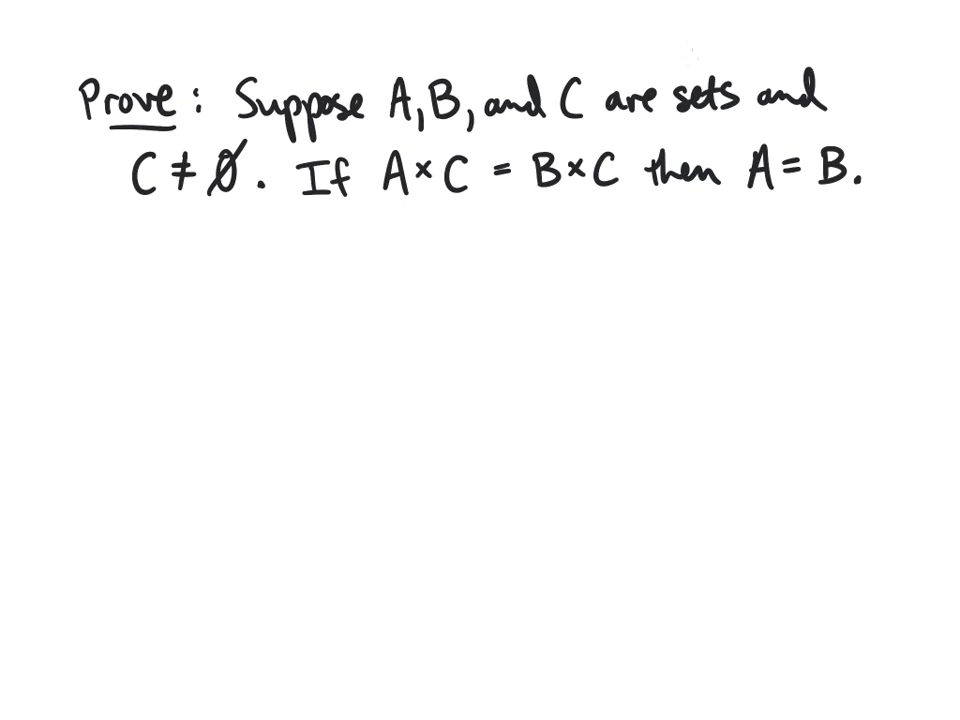 Prove: Suppose A, B, and C are sets and
C ≠ Ø. If A × C = B × C then A = B.